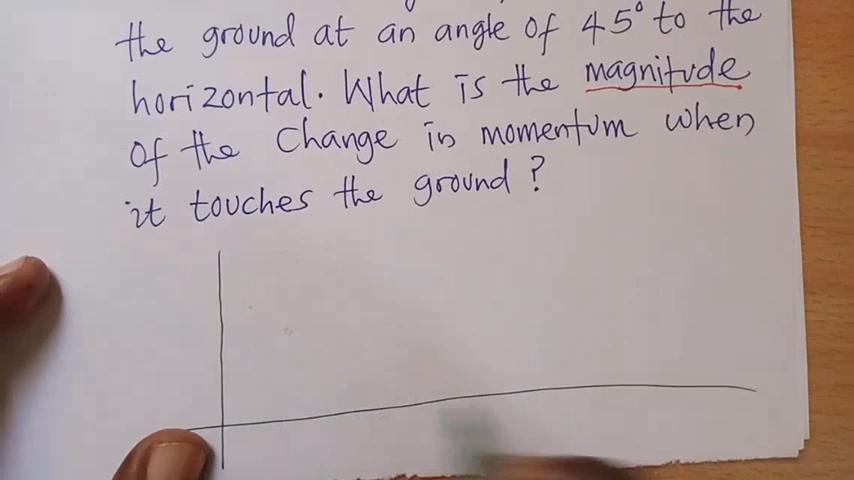 the ground at an angle of 45° to the
horizontal. What is the magnitude
of the change in momentum when
it touches the ground?